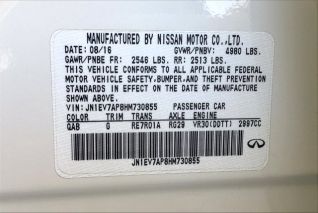 MANUFACTURED BY NISSAN MOTOR CO.,LTD.
DATE: 08/16 GVWR/PNBV: 4980 LBS.
GAWR/PNBE FR: 2546 LBS. RR: 2513 LBS.
THIS VEHICLE CONFORMS TO ALL APPLICABLE FEDERAL
MOTOR VEHICLE SAFETY,BUMPER,AND THEFT PREVENTION
STANDARDS IN EFFECT ON THE DATE OF
MANUFACTURE SHOWN ABOVE.
VIN: JN1EV7AP8HM730855 PASSENGER CAR
COLOR TRIM TRANS AXLE ENGINE
QAB G RE7R01A RG29 VR30(DDTT) 2997CC
JN1EV7AP8HM730855